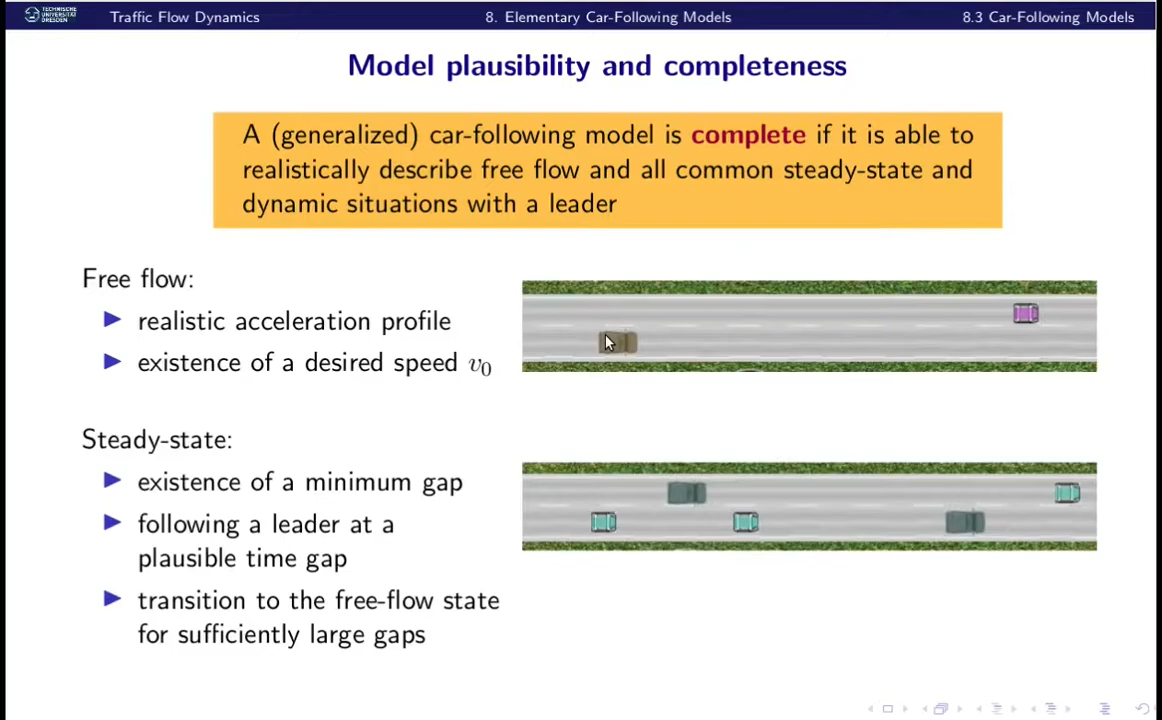 TECHNISCHE
UNIVERSITÄT
DRESDEN
Traffic Flow Dynamics
8. Elementary Car-Following Models
8.3 Car-Following Models
Model plausibility and completeness
A (generalized) car-following model is complete if it is able to
realistically describe free flow and all common steady-state and
dynamic situations with a leader
Free flow:
realistic acceleration profile
existence of a desired speed v₀
Steady-state:
existence of a minimum gap
following a leader at a
plausible time gap
transition to the free-flow state
for sufficiently large gaps